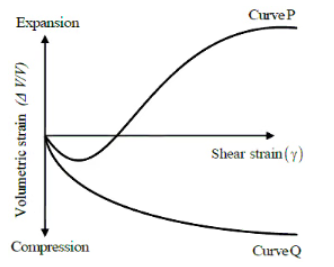 Expansion
Curve P
Volumetric strain (Δ V/V)
Shear strain (γ)
Compression
Curve Q